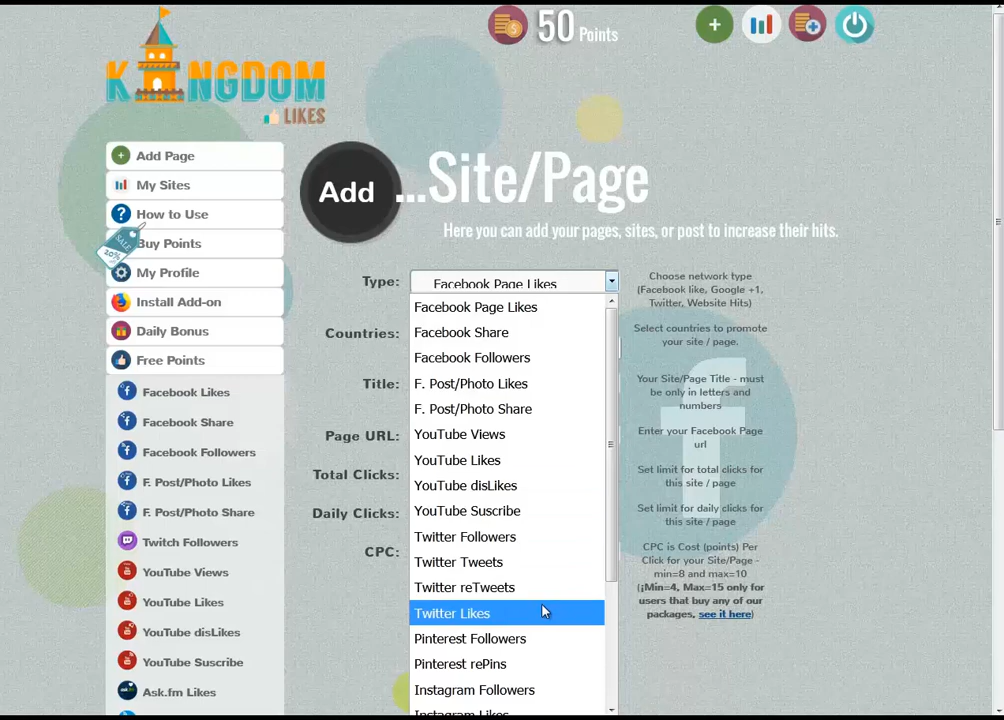 50 Points
KINGDOM
LIKES
Add Page
My Sites
How to Use
SALE
20%
Buy Points
My Profile
Install Add-on
Daily Bonus
Free Points
Facebook Likes
Facebook Share
Facebook Followers
F. Post/Photo Likes
F. Post/Photo Share
Twitch Followers
YouTube Views
YouTube Likes
YouTube disLikes
YouTube Suscribe
Ask.fm Likes
Add ...Site/Page
Here you can add your pages, sites, or post to increase their hits.
Type:
Countries:
Title:
Page URL:
Total Clicks:
Daily Clicks:
CPC:
Facebook Page Likes
Facebook Page Likes
Facebook Share
Facebook Followers
F. Post/Photo Likes
F. Post/Photo Share
YouTube Views
YouTube Likes
YouTube disLikes
YouTube Suscribe
Twitter Followers
Twitter Tweets
Twitter reTweets
Twitter Likes
Pinterest Followers
Pinterest rePins
Instagram Followers
Instagram Likes
Choose network type
(Facebook like, Google +1,
Twitter, Website Hits)
Select countries to promote
your site / page.
Your Site/Page Title - must
be only in letters and
numbers
Enter your Facebook Page
url
Set limit for total clicks for
this site / page
Set limit for daily clicks for
this site / page
CPC is Cost (points) Per
Click for your Site/Page -
min=8 and max=10
(¡Min=4, Max=15 only for
users that buy any of our
packages, see it here)